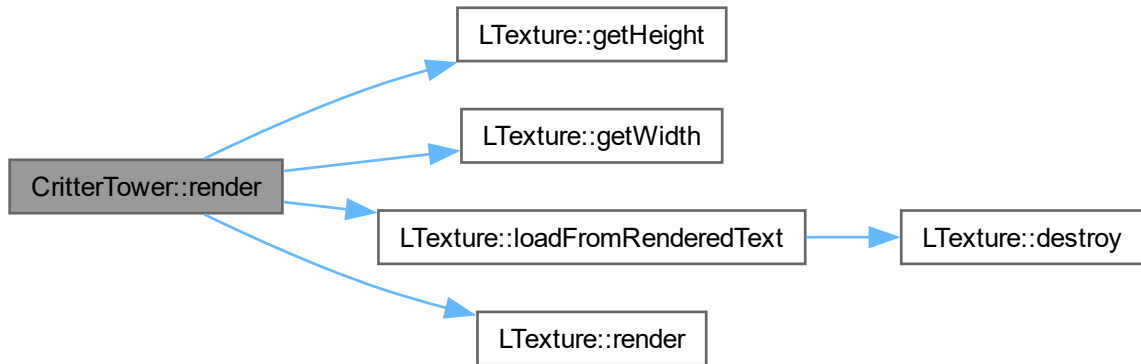 LTexture::getHeight
LTexture::getWidth
CritterTower::render
LTexture::loadFromRenderedText
LTexture::destroy
LTexture::render